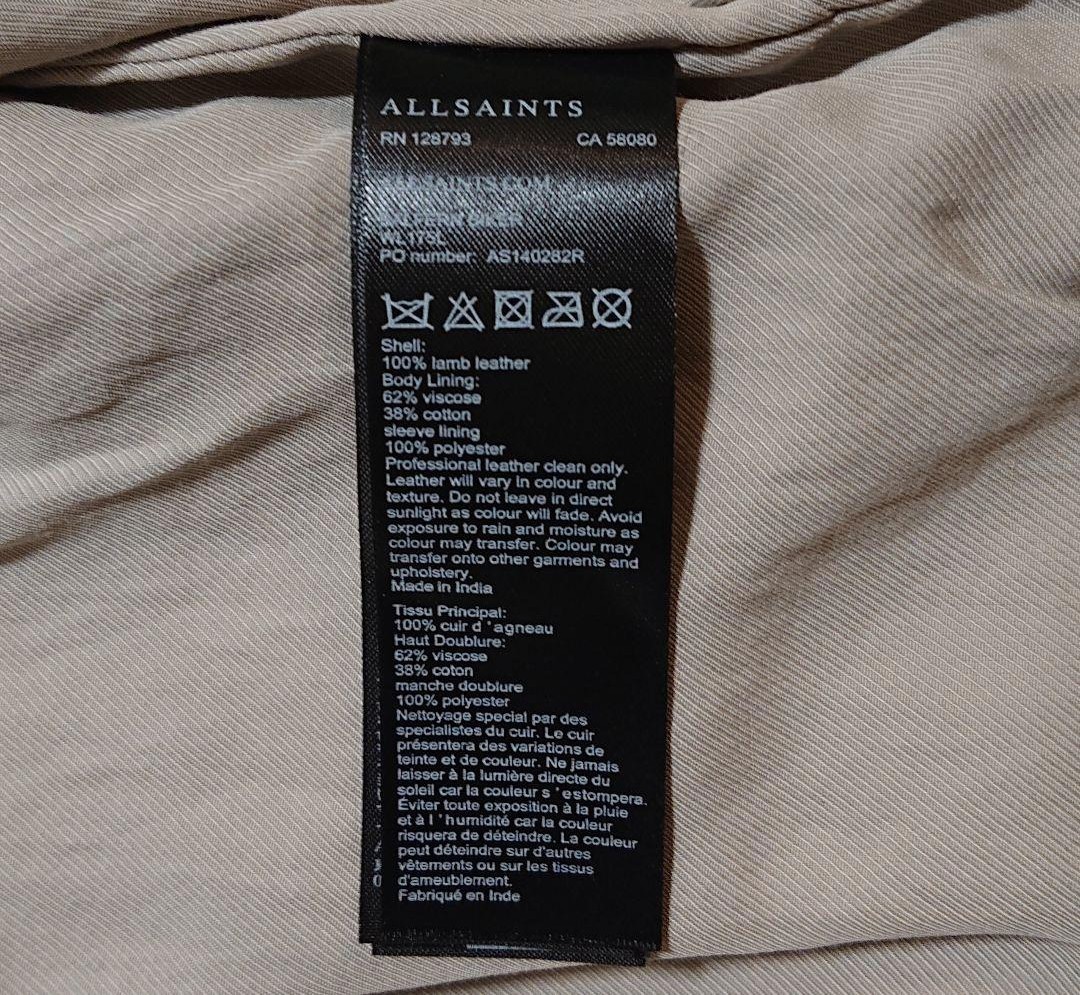 ALLSAINTS
RN 128793 CA 58080
ALLSAINTS.COM
BIKER
WL175L
PO number: AS140282R
Shell:
100% lamb leather
Body Lining:
62% viscose
38% cotton
sleeve lining
100% polyester
Professional leather clean only.
Leather will vary in colour and
texture. Do not leave in direct
sunlight as colour will fade. Avoid
exposure to rain and moisture as
colour may transfer. Colour may
transfer onto other garments and
upholstery.
Made in India
Tissu Principal:
100% cuir d 'agneau
Haut Doublure:
62% viscose
38% coton
manche doublure
100% polyester
Nettoyage special par des
specialistes du cuir. Le cuir
présentera des variations de
teinte et de couleur. Ne jamais
laisser à la lumière directe du
soleil car la couleur s 'estompera.
Éviter toute exposition à la pluie
et à l 'humidité car la couleur
risquera de déteindre. La couleur
peut déteindre sur d'autres
vêtements ou sur les tissus
d'ameublement.
Fabriqué en Inde